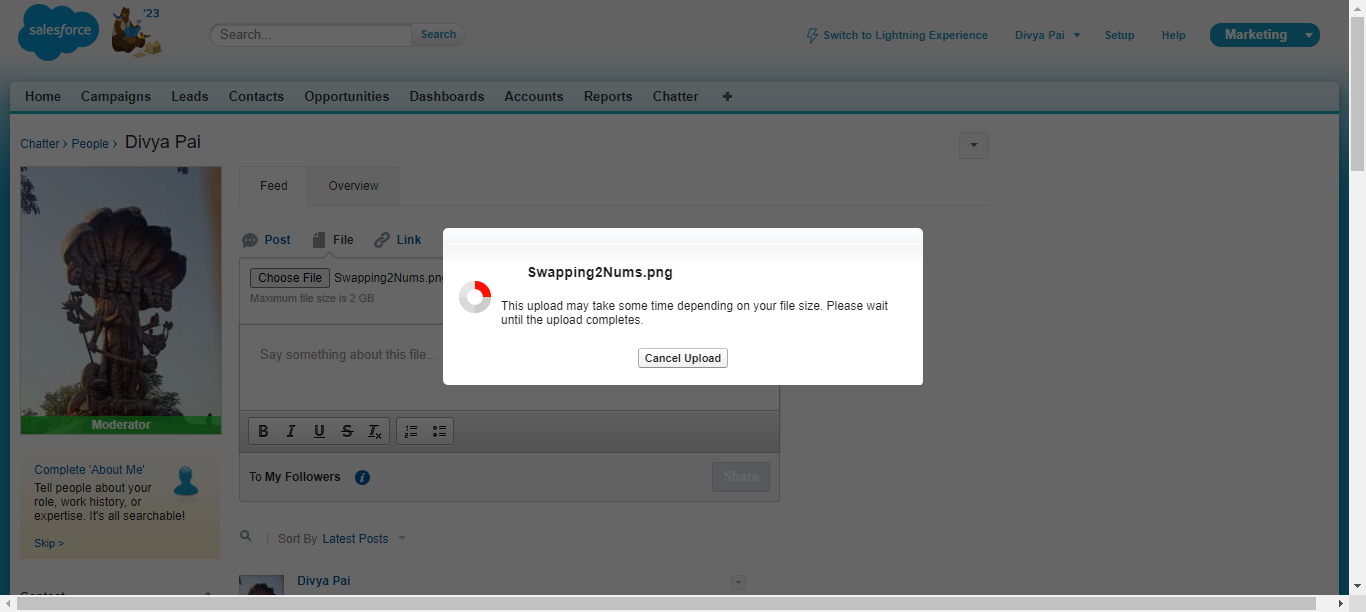 salesforce
'23
Search...
Search
Switch to Lightning Experience
Divya Pai
Setup
Help
Marketing
Home Campaigns Leads Contacts Opportunities Dashboards Accounts Reports Chatter +
Chatter › People › Divya Pai
Feed
Overview
Post
File
Link
Choose File Swapping2Nums.png
Maximum file size is 2 GB
Say something about this file...
Swapping2Nums.png
This upload may take some time depending on your file size. Please wait
until the upload completes.
Cancel Upload
Moderator
B I U S Tx
To My Followers i
Share
Complete 'About Me'
Tell people about your
role, work history, or
expertise. It's all searchable!
Skip >
Sort By Latest Posts
Divya Pai
Contact